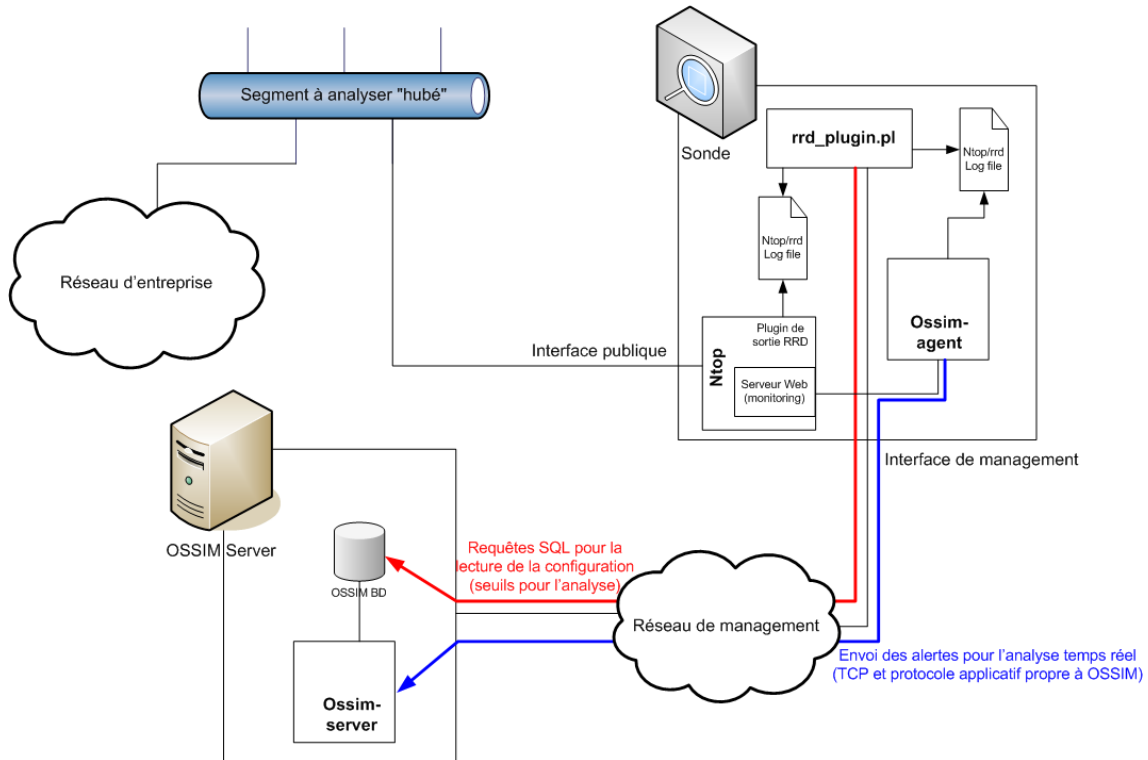 Segment à analyser "hubé"
Sonde
rrd_plugin.pl
Ntop/rrd
Log file
Ntop/rrd
Log file
Réseau d'entreprise
Interface publique
Ntop
Plugin de
sortie RRD
Serveur Web
(monitoring)
Ossim-
agent
Interface de management
OSSIM Server
OSSIM BD
Requêtes SQL pour la
lecture de la configuration
(seuils pour l'analyse)
Réseau de management
Envoi des alertes pour l'analyse temps réel
(TCP et protocole applicatif propre à OSSIM)
Ossim-
server